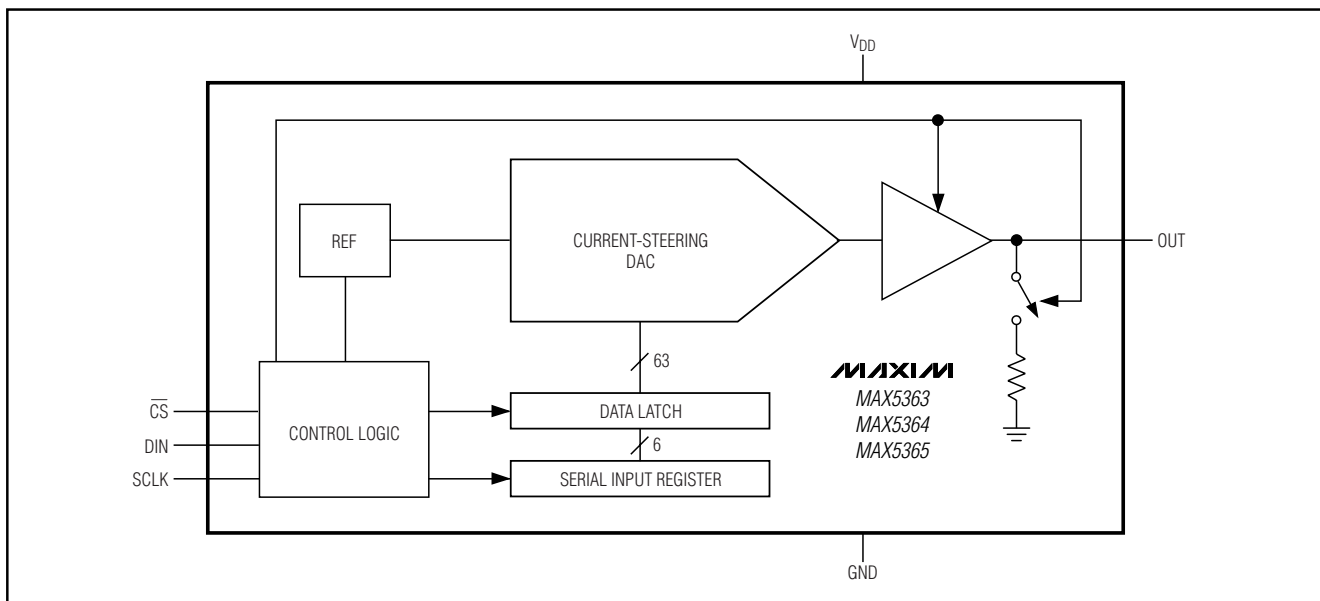 VDD
REF
CURRENT-STEERING
DAC
OUT
63
MAXIM
MAX5363
MAX5364
MAX5365
CS
DIN
SCLK
CONTROL LOGIC
DATA LATCH
6
SERIAL INPUT REGISTER
GND